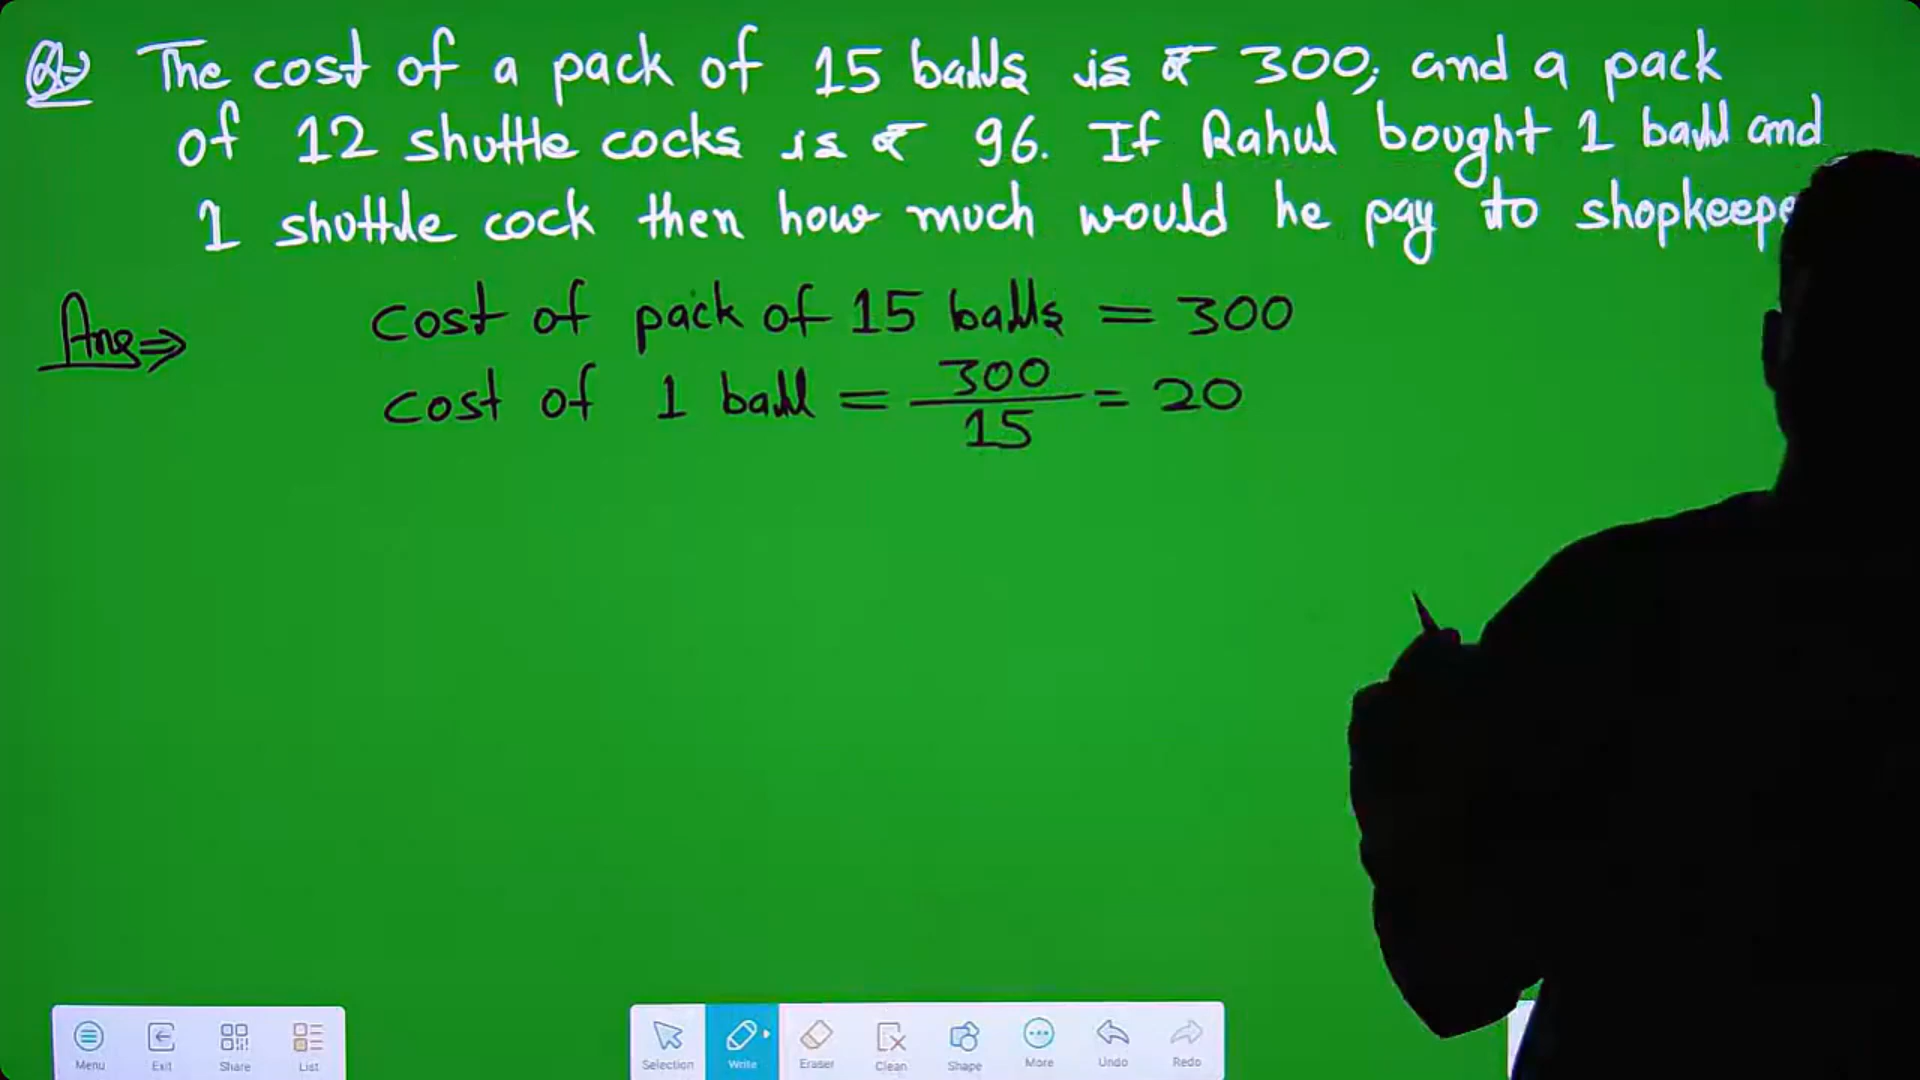 Q⇒ The cost of a pack of 15 balls is ₹ 300, and a pack
of 12 shuttle cocks is ₹ 96. If Rahul bought 1 ball and
1 shuttle cock then how much would he pay to
Ans⇒ cost of pack of 15 balls = 300
cost of 1 ball = 300/15 = 20
Menu Exit Share List Selection Write Eraser Clean Shape More Undo Redo